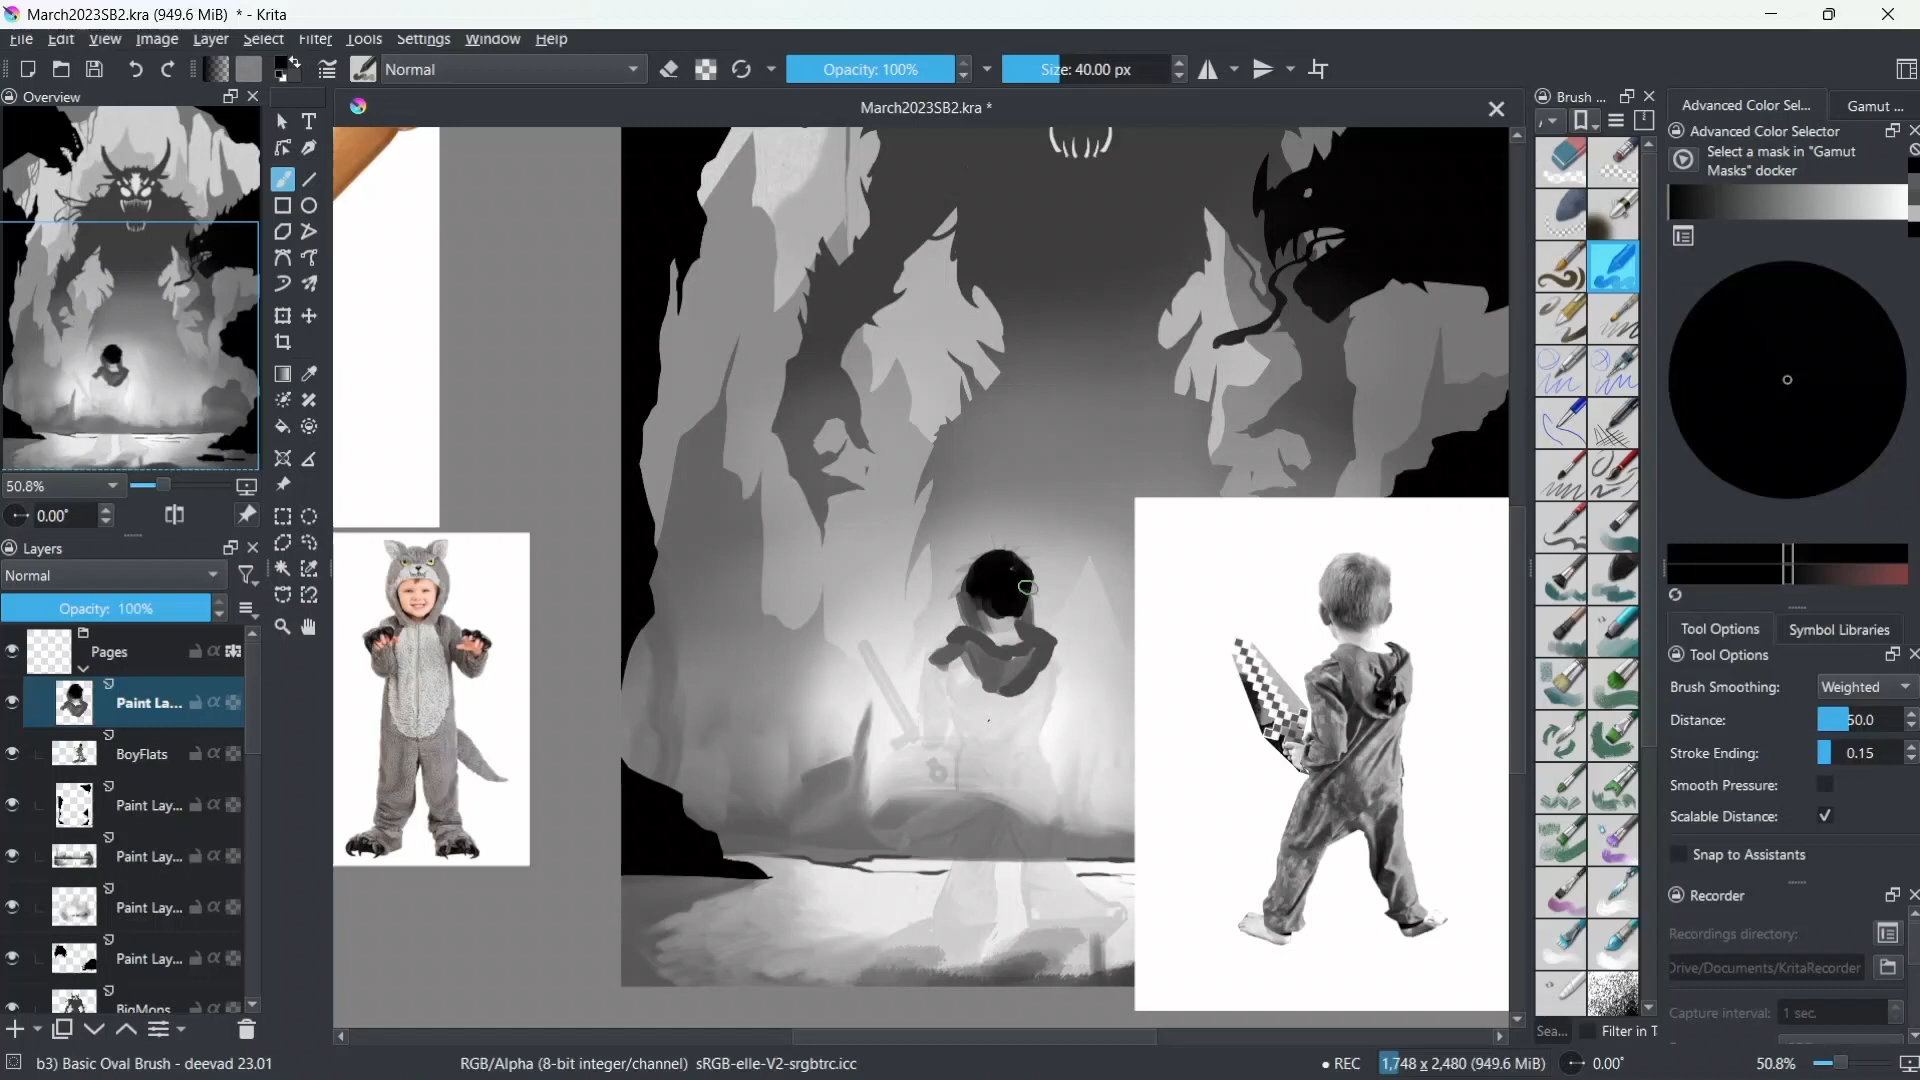 March2023SB2.kra (949.6 MiB)  * - Krita
File Edit View Image Layer Select Filter Tools Settings Window Help
Normal
Opacity: 100%
Size: 40.00 px
Overview
March2023SB2.kra *
Brush ...
Advanced Color Sel...
Gamut ...
Advanced Color Selector
Select a mask in "Gamut
Masks" docker
50.8%
0.00°
Layers
Normal
Opacity: 100%
Pages
Paint La...
BoyFlats
Paint Lay...
Paint Lay...
Paint Lay...
Paint Lay...
BigMons
Tool Options
Symbol Libraries
Tool Options
Brush Smoothing:
Weighted
Distance:
50.0
Stroke Ending:
0.15
Smooth Pressure:
Scalable Distance:
Snap to Assistants
Recorder
Recordings directory:
Drive/Documents/KritaRecorder
Capture interval:
1 sec.
Sea...
Filter in T
b3) Basic Oval Brush - deevad 23.01
RGB/Alpha (8-bit integer/channel)  sRGB-elle-V2-srgbtrc.icc
REC
1,748 x 2,480 (949.6 MiB)
0.00°
50.8%